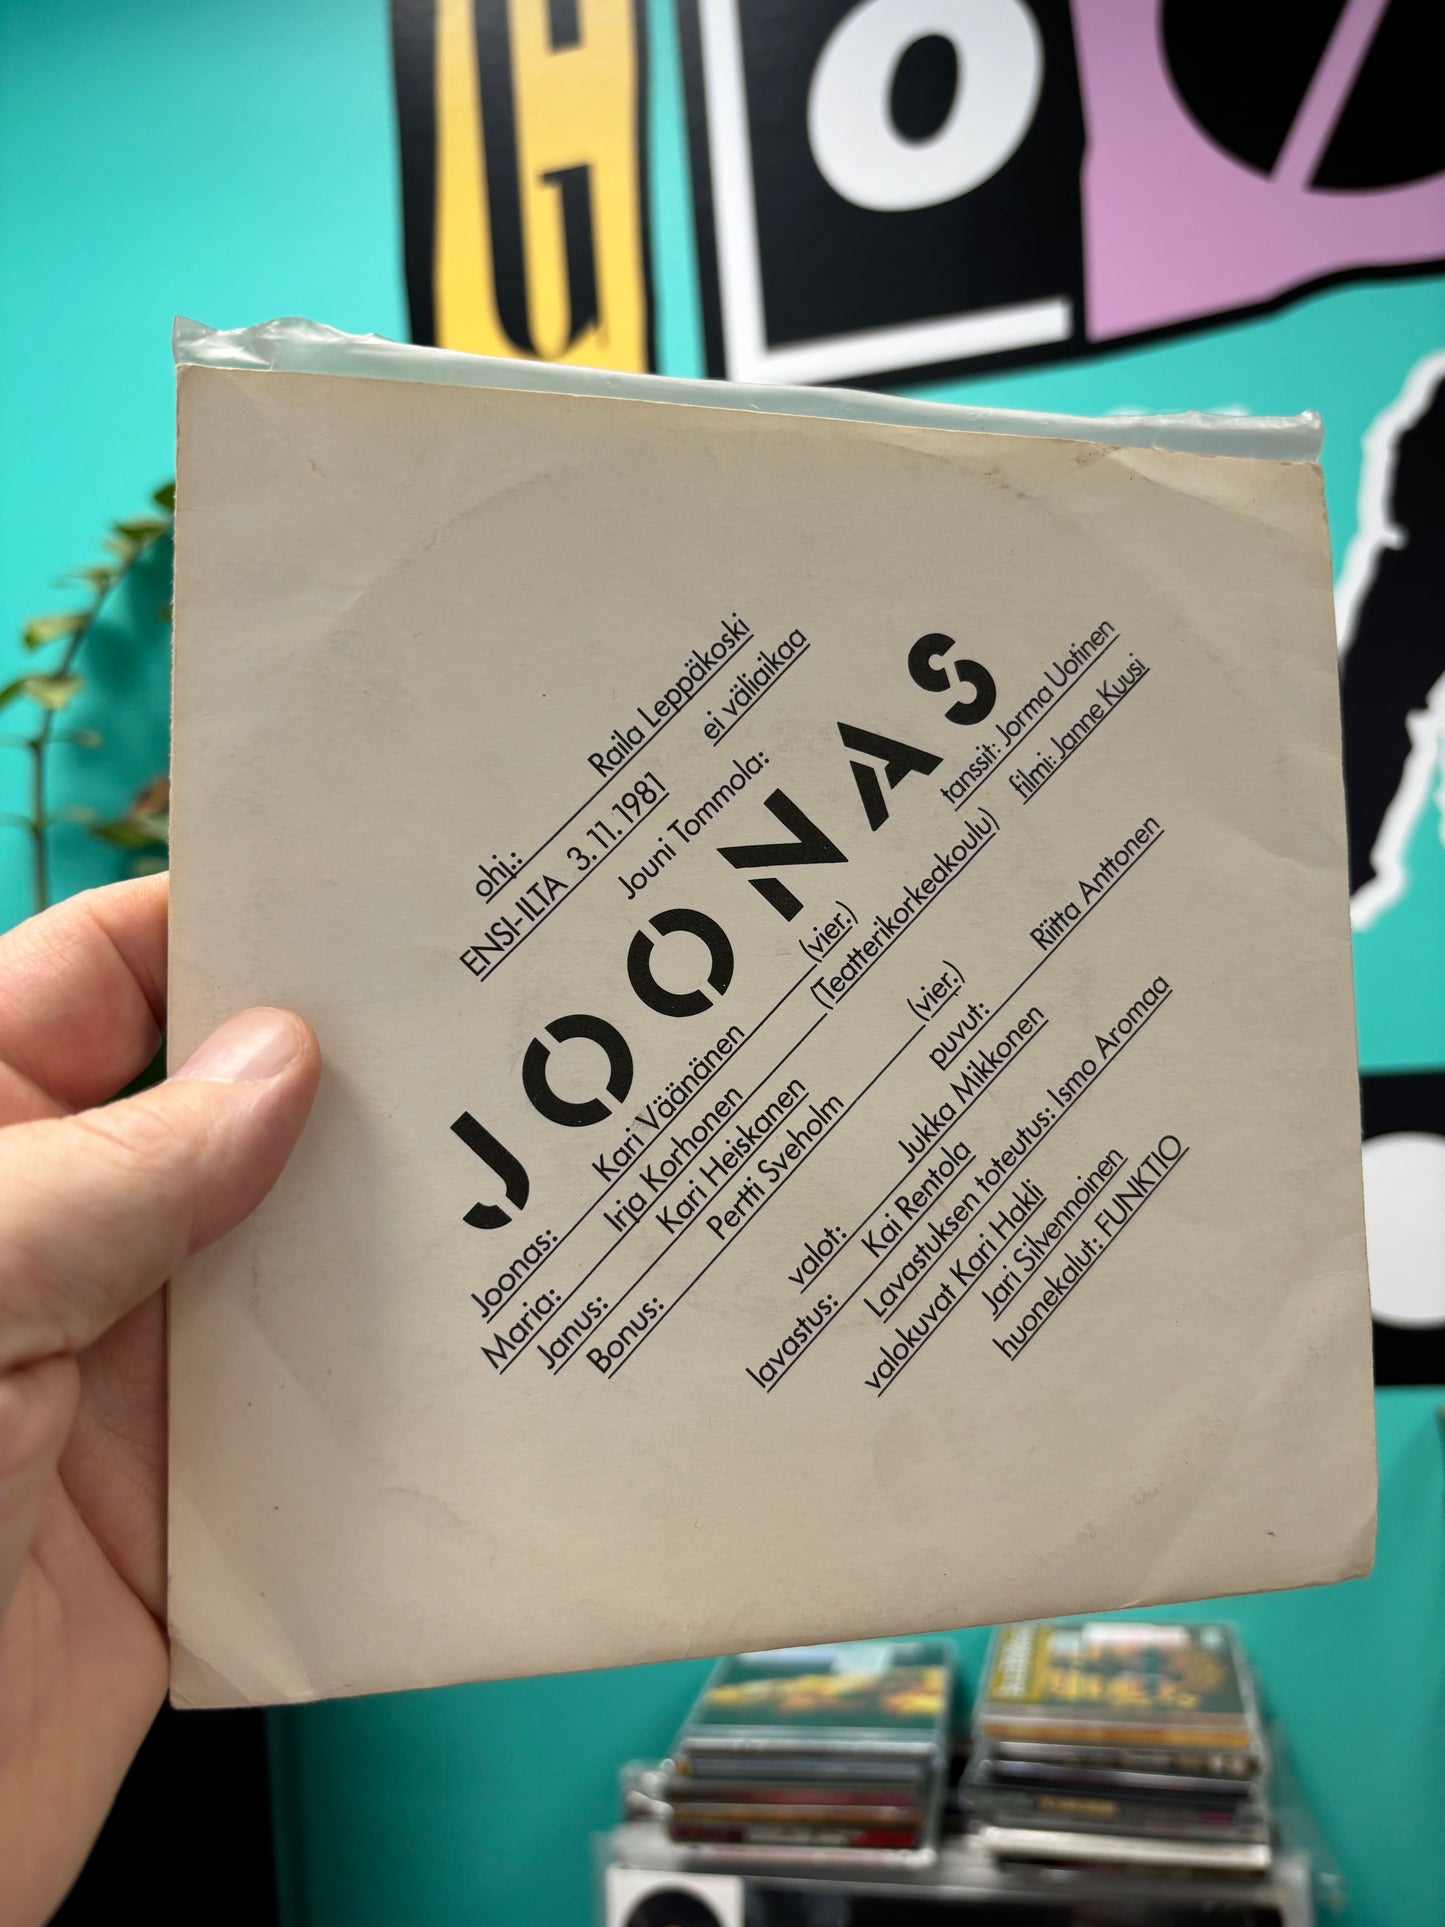 ohj.: Raila Leppäkoski
ENSI-ILTA 3.11.1981 ei väliaikaa
Jouni Tommola:
JOONAS
tanssit: Jorma Uotinen
filmi: Janne Kuusi
Joonas: Kari Väänänen (vier.)
Maria: Irja Korhonen (Teatterikorkeakoulu)
Janus: Kari Heiskanen
Bonus: Pertti Sveholm (vier.)
puvut: Riitta Anttonen
valot: Jukka Mikkonen
lavastus: Kai Rentola
Lavastuksen toteutus: Ismo Aromaa
valokuvat Kari Hakli
Jari Silvennoinen
huonekalut: FUNKTIO